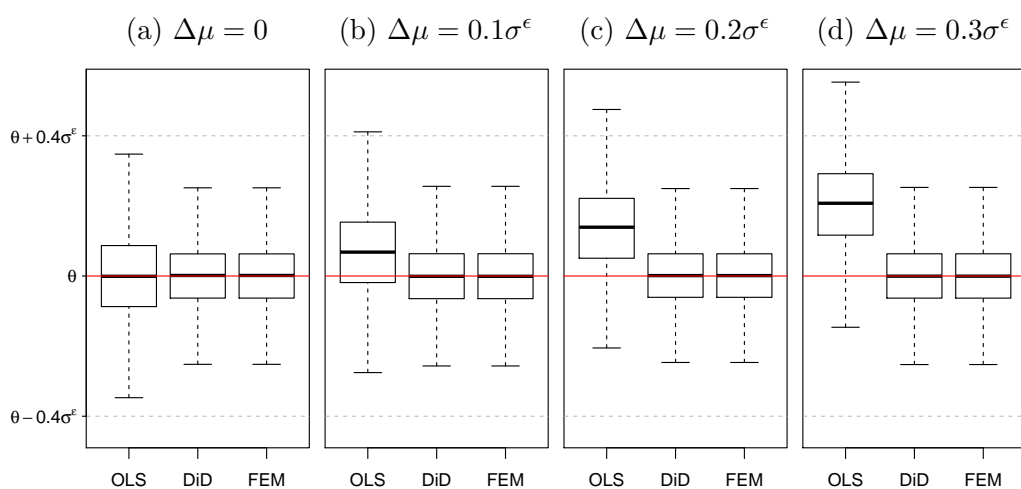 (a) Δμ = 0 (b) Δμ = 0.1σ^ϵ (c) Δμ = 0.2σ^ϵ (d) Δμ = 0.3σ^ϵ
θ + 0.4σ^ε
θ
θ − 0.4σ^ε
OLS DiD FEM OLS DiD FEM OLS DiD FEM OLS DiD FEM